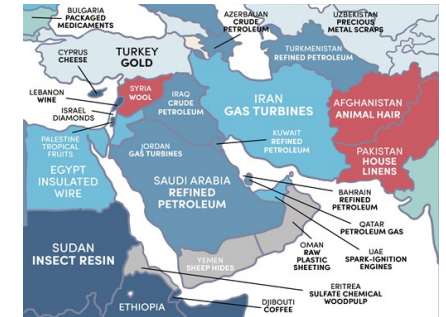 BULGARIA
PACKAGED
MEDICAMENTS
AZERBAIJAN
CRUDE
PETROLEUM
UZBEKISTAN
PRECIOUS
METAL SCRAPS
CYPRUS
CHEESE
TURKEY
GOLD
TURKMENISTAN
REFINED PETROLEUM
LEBANON
WINE
SYRIA
WOOL
IRAQ
CRUDE
PETROLEUM
IRAN
GAS TURBINES
AFGHANISTAN
ANIMAL HAIR
ISRAEL
DIAMONDS
PALESTINE
TROPICAL
FRUITS
JORDAN
GAS TURBINES
KUWAIT
REFINED
PETROLEUM
PAKISTAN
HOUSE
LINENS
EGYPT
INSULATED
WIRE
SAUDI ARABIA
REFINED
PETROLEUM
BAHRAIN
REFINED
PETROLEUM
QATAR
PETROLEUM GAS
SUDAN
INSECT RESIN
YEMEN
SHEEP HIDES
OMAN
RAW
PLASTIC
SHEETING
UAE
SPARK-IGNITION
ENGINES
ERITREA
SULFATE CHEMICAL
WOODPULP
ETHIOPIA
DJIBOUTI
COFFEE